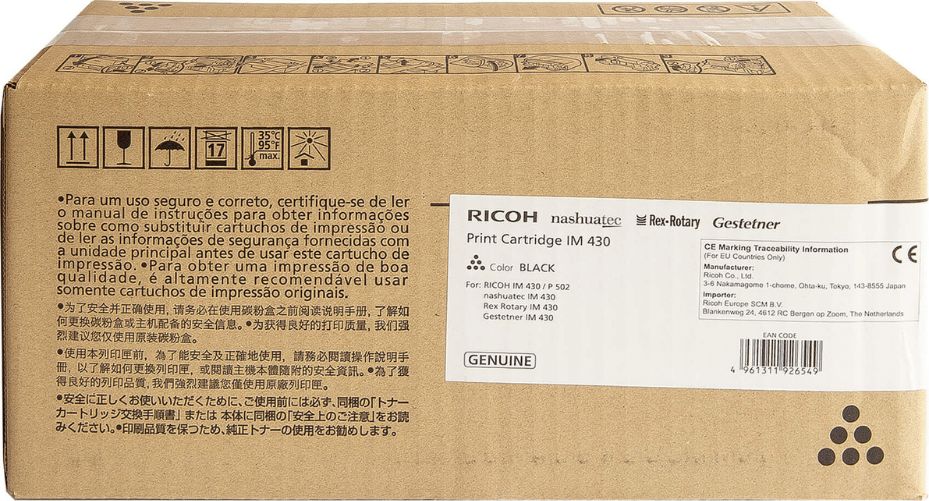 17
35°C
95°F
max.
•Para um uso seguro e correto, certifique-se de ler
o manual de instruções para obter informações
sobre como substituir cartuchos de impressão ou
de ler as informações de segurança fornecidas com
a unidade principal antes de usar este cartucho de
impressão. •Para obter uma impressão de boa
qualidade, é altamente recomendável usar
somente cartuchos de impressão originais.
•为了安全并正确使用, 请务必在使用碳粉盒之前阅读说明手册, 了解如
何更换碳粉盒或主机配备的安全信息。•为获得良好的打印质量, 我们强
烈建议您仅使用原装碳粉盒。
•使用本列印匣前, 為了能安全及正確地使用, 請務必閱讀操作說明手
冊, 以了解如何更換列印匣, 或閱讀主機本體隨附的安全資訊。•為了獲
得良好的列印品質, 我們強烈建議您僅使用原廠列印匣。
•安全に正しくお使いいただくために、ご使用前には必ず、同梱の「トナー
カートリッジ交換手順書」または 本体に同梱の「安全上のご注意」をお読
みください。•印刷品質を保つため、純正トナーの使用をお勧めします。
RICOH nashuatec Rex-Rotary Gestetner
Print Cartridge IM 430
Color BLACK
For: RICOH IM 430 / P 502
nashuatec IM 430
Rex Rotary IM 430
Gestetner IM 430
GENUINE
CE Marking Traceability Information
(For EU Countries Only)
Manufacturer:
Ricoh Co., Ltd.
3-6 Nakamagome 1-chome, Ohta-ku, Tokyo, 143-8555 Japan
Importer:
Ricoh Europe SCM B.V.
Blankenweg 24, 4612 RC Bergen op Zoom, The Netherlands
CE
EAN CODE
4 961311 926549